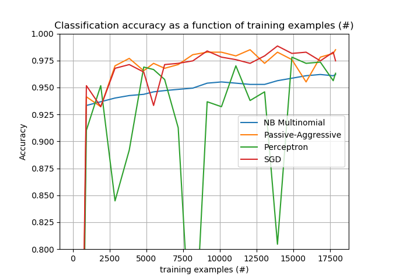 Classification accuracy as a function of training examples (#)
1.000
0.975
0.950
0.925
0.900
0.875
0.850
0.825
0.800
Accuracy
NB Multinomial
Passive-Aggressive
Perceptron
SGD
0 2500 5000 7500 10000 12500 15000 17500
training examples (#)